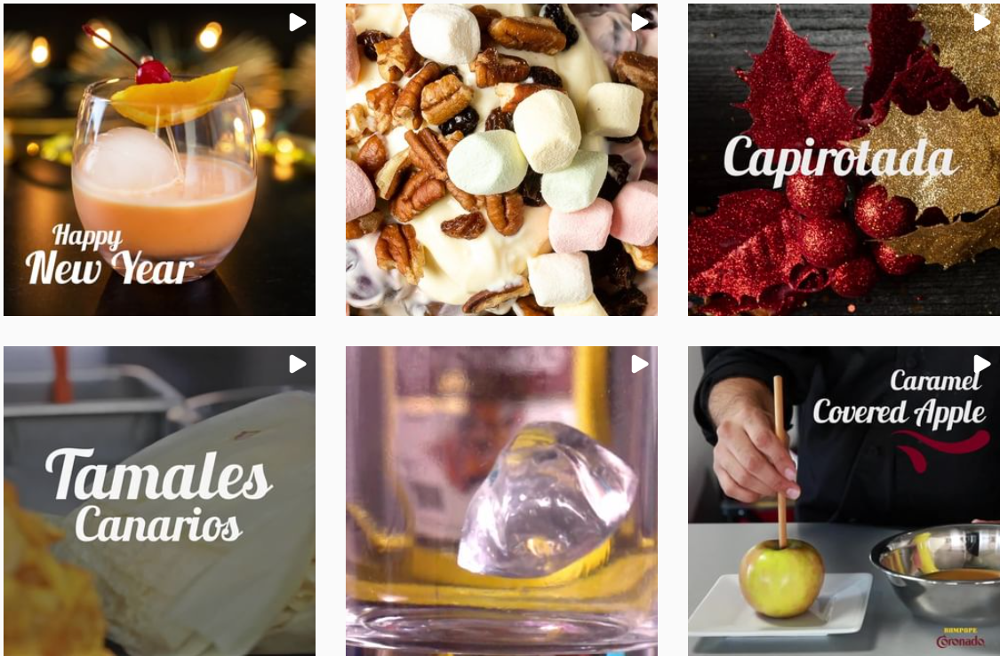 Happy
New Year
Capirotada
Tamales
Canarios
Caramel
Covered Apple
ROMPOPE
Coronado